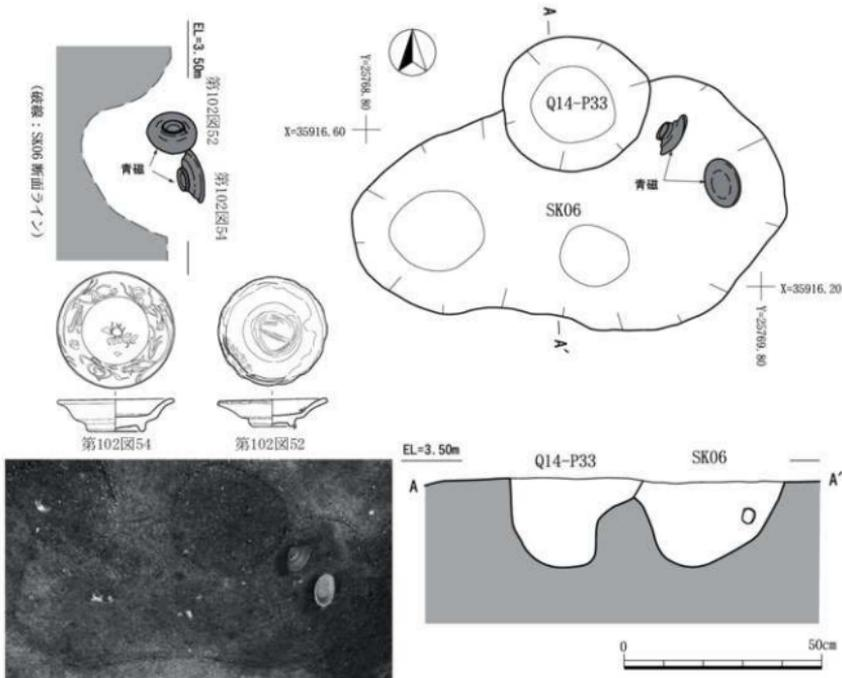 EL=3.50m
第102図52
青磁
第102図54
(破線：SK06 断面ライン)
A
Y=25768.80
X=35916.60
Q14-P33
青磁
SK06
X=35916.20
Y=25769.80
A'
第102図54
第102図52
EL=3.50m
Q14-P33
SK06
A
A'
0
50cm